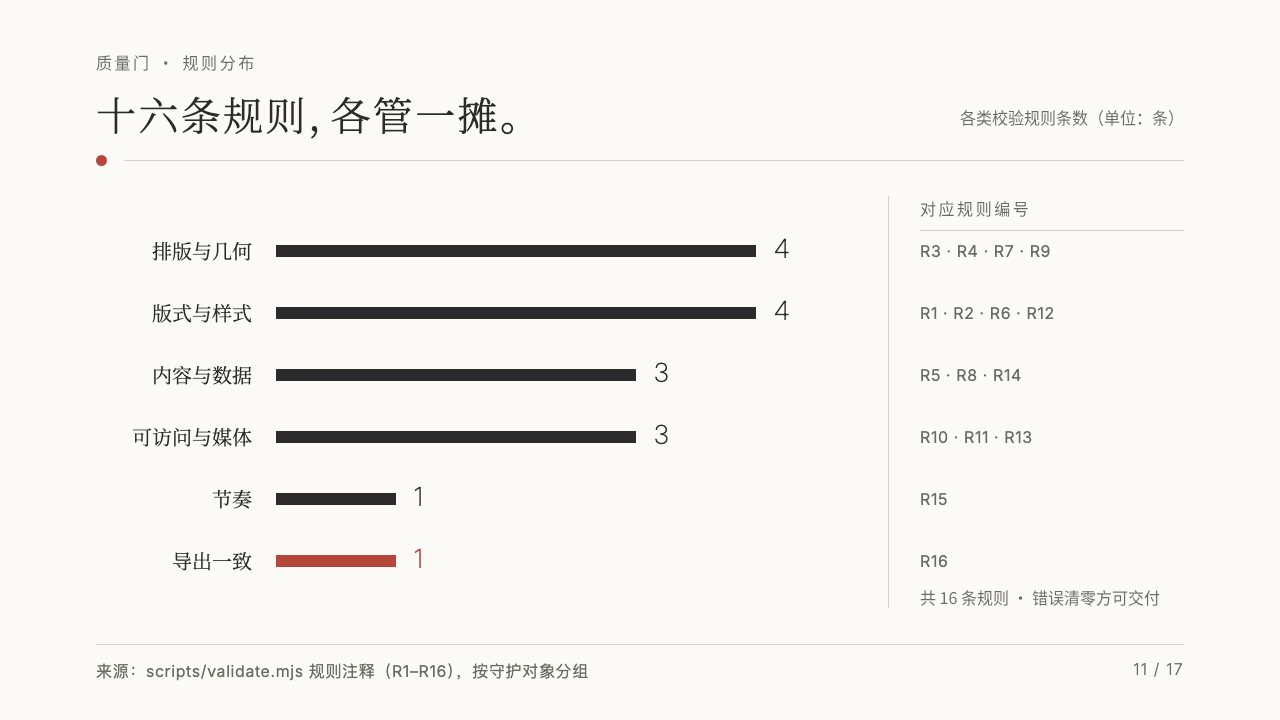 质量门 · 规则分布
十六条规则，各管一摊。
各类校验规则条数（单位：条）
对应规则编号
排版与几何 4 R3 · R4 · R7 · R9
版式与样式 4 R1 · R2 · R6 · R12
内容与数据 3 R5 · R8 · R14
可访问与媒体 3 R10 · R11 · R13
节奏 1 R15
导出一致 1 R16
共 16 条规则 · 错误清零方可交付
来源：scripts/validate.mjs 规则注释（R1–R16），按守护对象分组
11 / 17